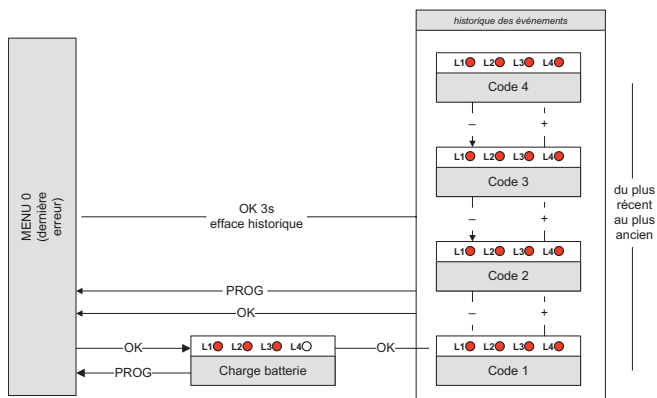 historique des événements
L1 L2 L3 L4
Code 4
– +
L1 L2 L3 L4
Code 3
– +
L1 L2 L3 L4
Code 2
– +
L1 L2 L3 L4
Code 1
du plus
récent
au plus
ancien
MENU 0
(dernière
erreur)
OK 3s
efface historique
PROG
OK
OK
L1 L2 L3 L4
Charge batterie
OK
PROG